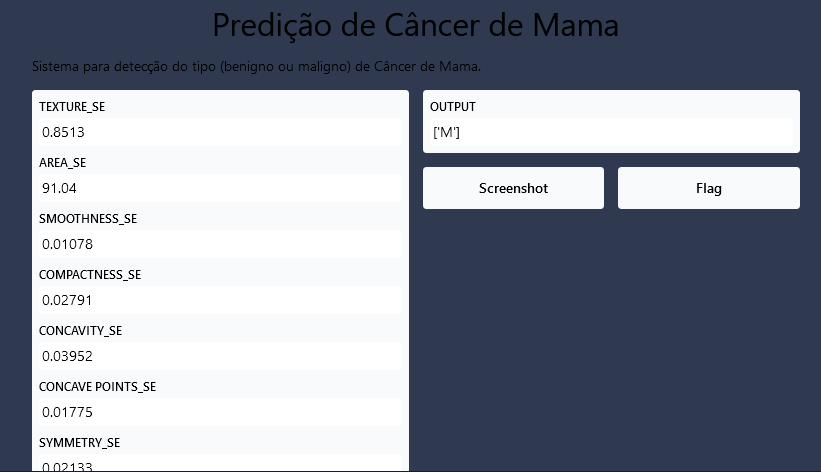 Predição de Câncer de Mama
Sistema para detecção do tipo (benigno ou maligno) de Câncer de Mama.
TEXTURE_SE
0.8513
AREA_SE
91.04
SMOOTHNESS_SE
0.01078
COMPACTNESS_SE
0.02791
CONCAVITY_SE
0.03952
CONCAVE POINTS_SE
0.01775
SYMMETRY_SE
0.02133
OUTPUT
['M']
Screenshot
Flag